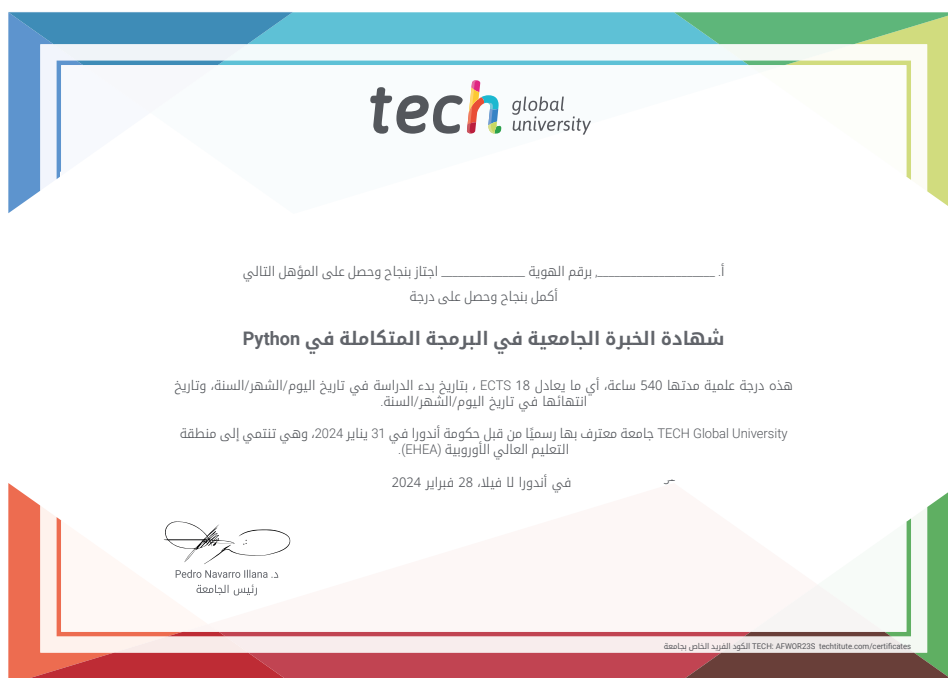 tech global
university
أ. ____________________, برقم الهوية ______________ اجتاز بنجاح وحصل على المؤهل التالي
أكمل بنجاح وحصل على درجة
شهادة الخبرة الجامعية في البرمجة المتكاملة في Python
هذه درجة علمية مدتها 540 ساعة، أي ما يعادل 18 ECTS ، بتاريخ بدء الدراسة في تاريخ اليوم/الشهر/السنة، وتاريخ
انتهائها في تاريخ اليوم/الشهر/السنة.
TECH Global University جامعة معترف بها رسميًا من قبل حكومة أندورا في 31 يناير 2024، وهي تنتمي إلى منطقة
التعليم العالي الأوروبية (EHEA).
في أندورا لا فيلا، 28 فبراير 2024
د. Pedro Navarro Illana
رئيس الجامعة
الكود الفريد الخاص بجامعة TECH: AFWOR23S techtitute.com/certificates